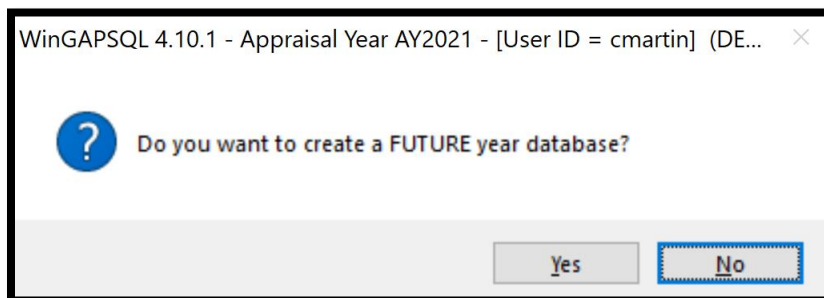 WinGAPSQL 4.10.1 - Appraisal Year AY2021 - [User ID = cmartin] (DE...
Do you want to create a FUTURE year database?
Yes
No